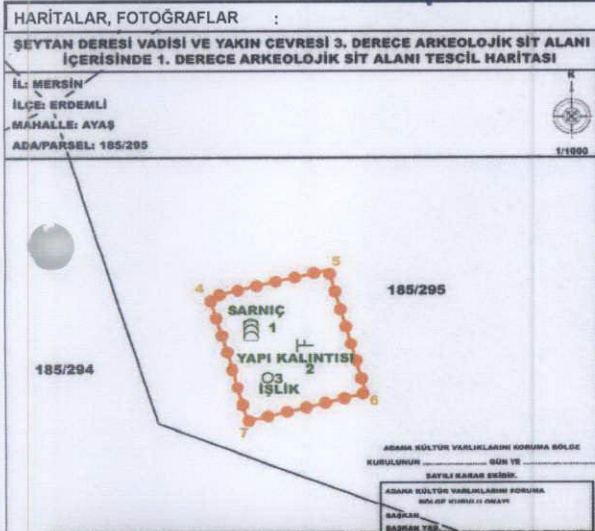 HARİTALAR, FOTOĞRAFLAR :
ŞEYTAN DERESİ VADİSİ VE YAKIN ÇEVRESİ 3. DERECE ARKEOLOJİK SİT ALANI
İÇERİSİNDE 1. DERECE ARKEOLOJİK SİT ALANI TESCİL HARİTASI
İL: MERSİN
İLÇE: ERDEMLİ
MAHALLE: AYAŞ
ADA/PARSEL: 185/295
K
1/1000
5
4
185/295
SARNIÇ
1
YAPI KALINTISI
2
185/294
3
İŞLİK
6
7
ADANA KÜLTÜR VARLIKLARINI KORUMA BÖLGE
KURULUNUN ............ GÜN VE ............
SAYILI KARAR EKİDİR.
ADANA KÜLTÜR VARLIKLARINI KORUMA
BÖLGE KURULU ONAYI
BAŞKAN
BAŞKAN YRD.